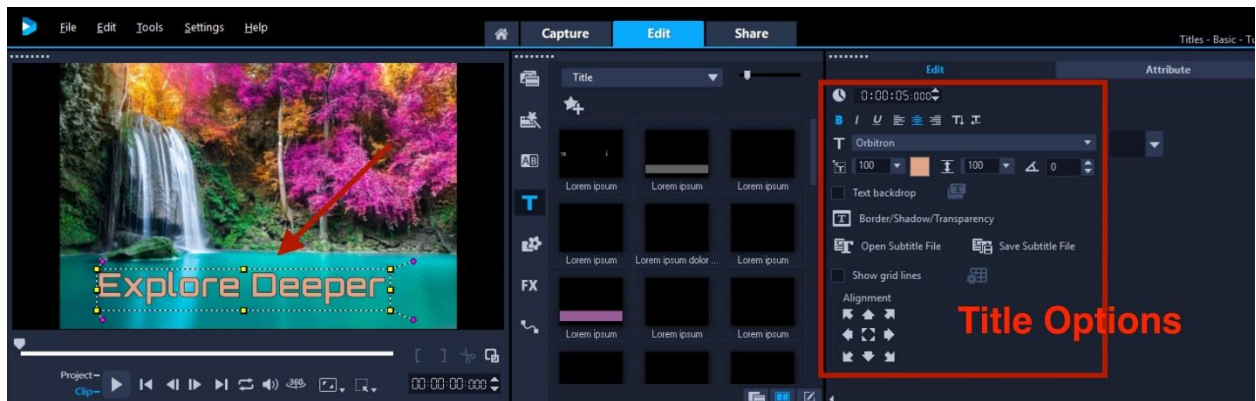 File Edit Tools Settings Help
Capture Edit Share
Titles - Basic - Tu
Title
Edit Attribute
0:00:05:000
B I U
T Orbitron
100 100 0
Text backdrop
Border/Shadow/Transparency
Open Subtitle File Save Subtitle File
Show grid lines
Alignment
Title Options
Explore Deeper
AB
T
FX
Lorem ipsum Lorem ipsum Lorem ipsum
Lorem ipsum Lorem ipsum dolor ... Lorem ipsum
Lorem ipsum Lorem ipsum Lorem ipsum
Project-
Clip-
360
00:00:00:000